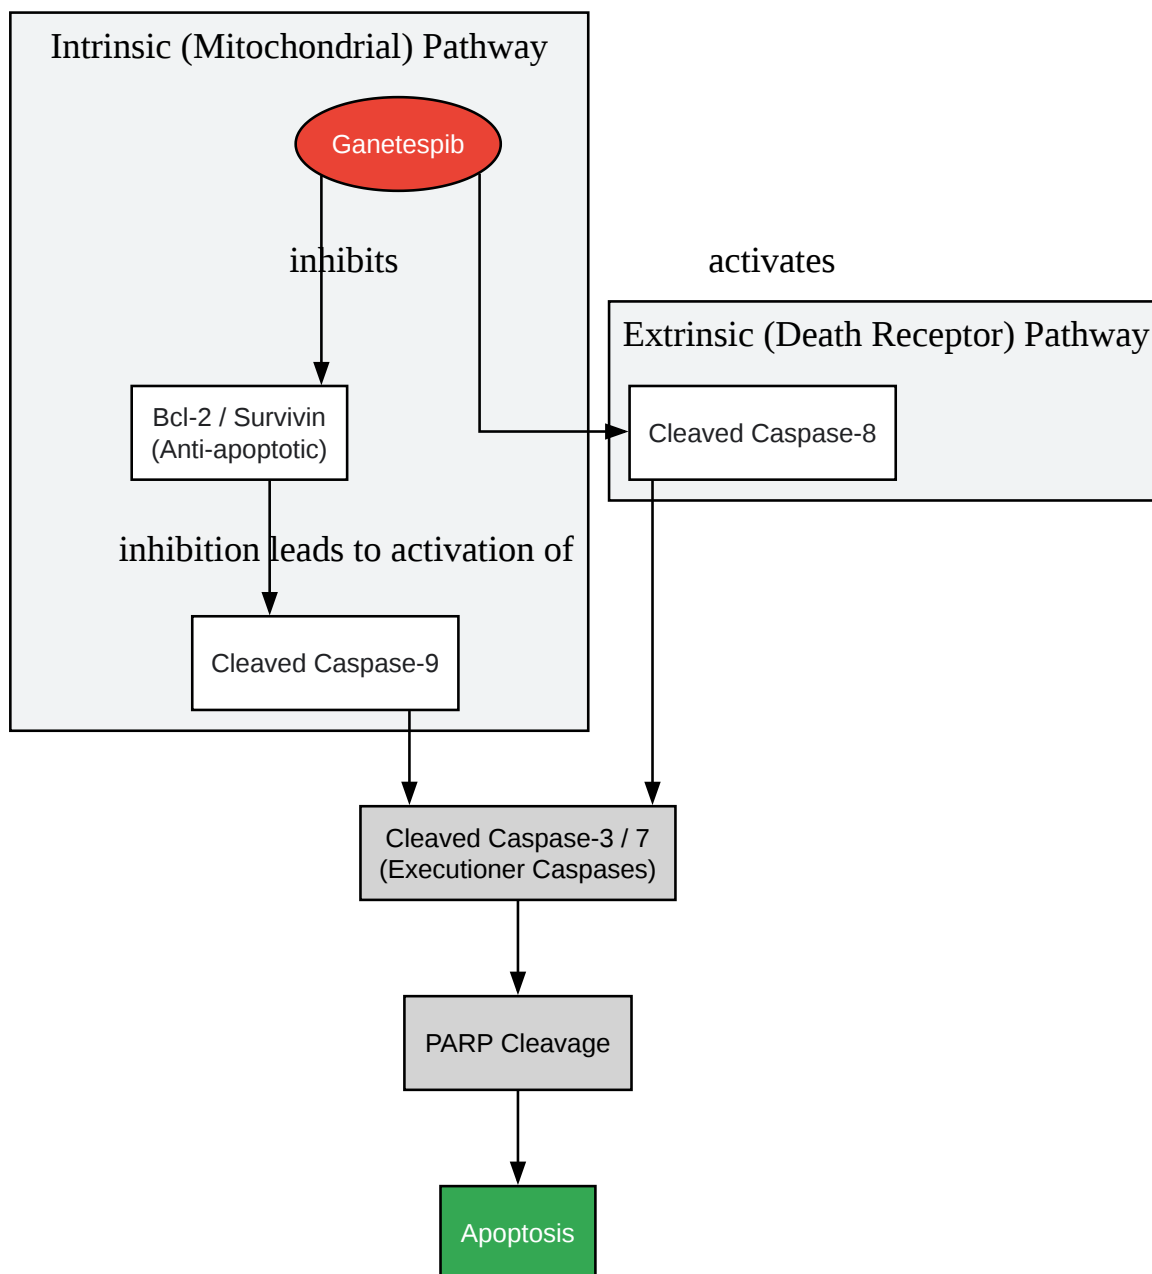 Intrinsic (Mitochondrial) Pathway
Ganetespib
inhibits
activates
Extrinsic (Death Receptor) Pathway
Bcl-2 / Survivin
(Anti-apoptotic)
Cleaved Caspase-8
inhibition leads to activation of
Cleaved Caspase-9
Cleaved Caspase-3 / 7
(Executioner Caspases)
PARP Cleavage
Apoptosis